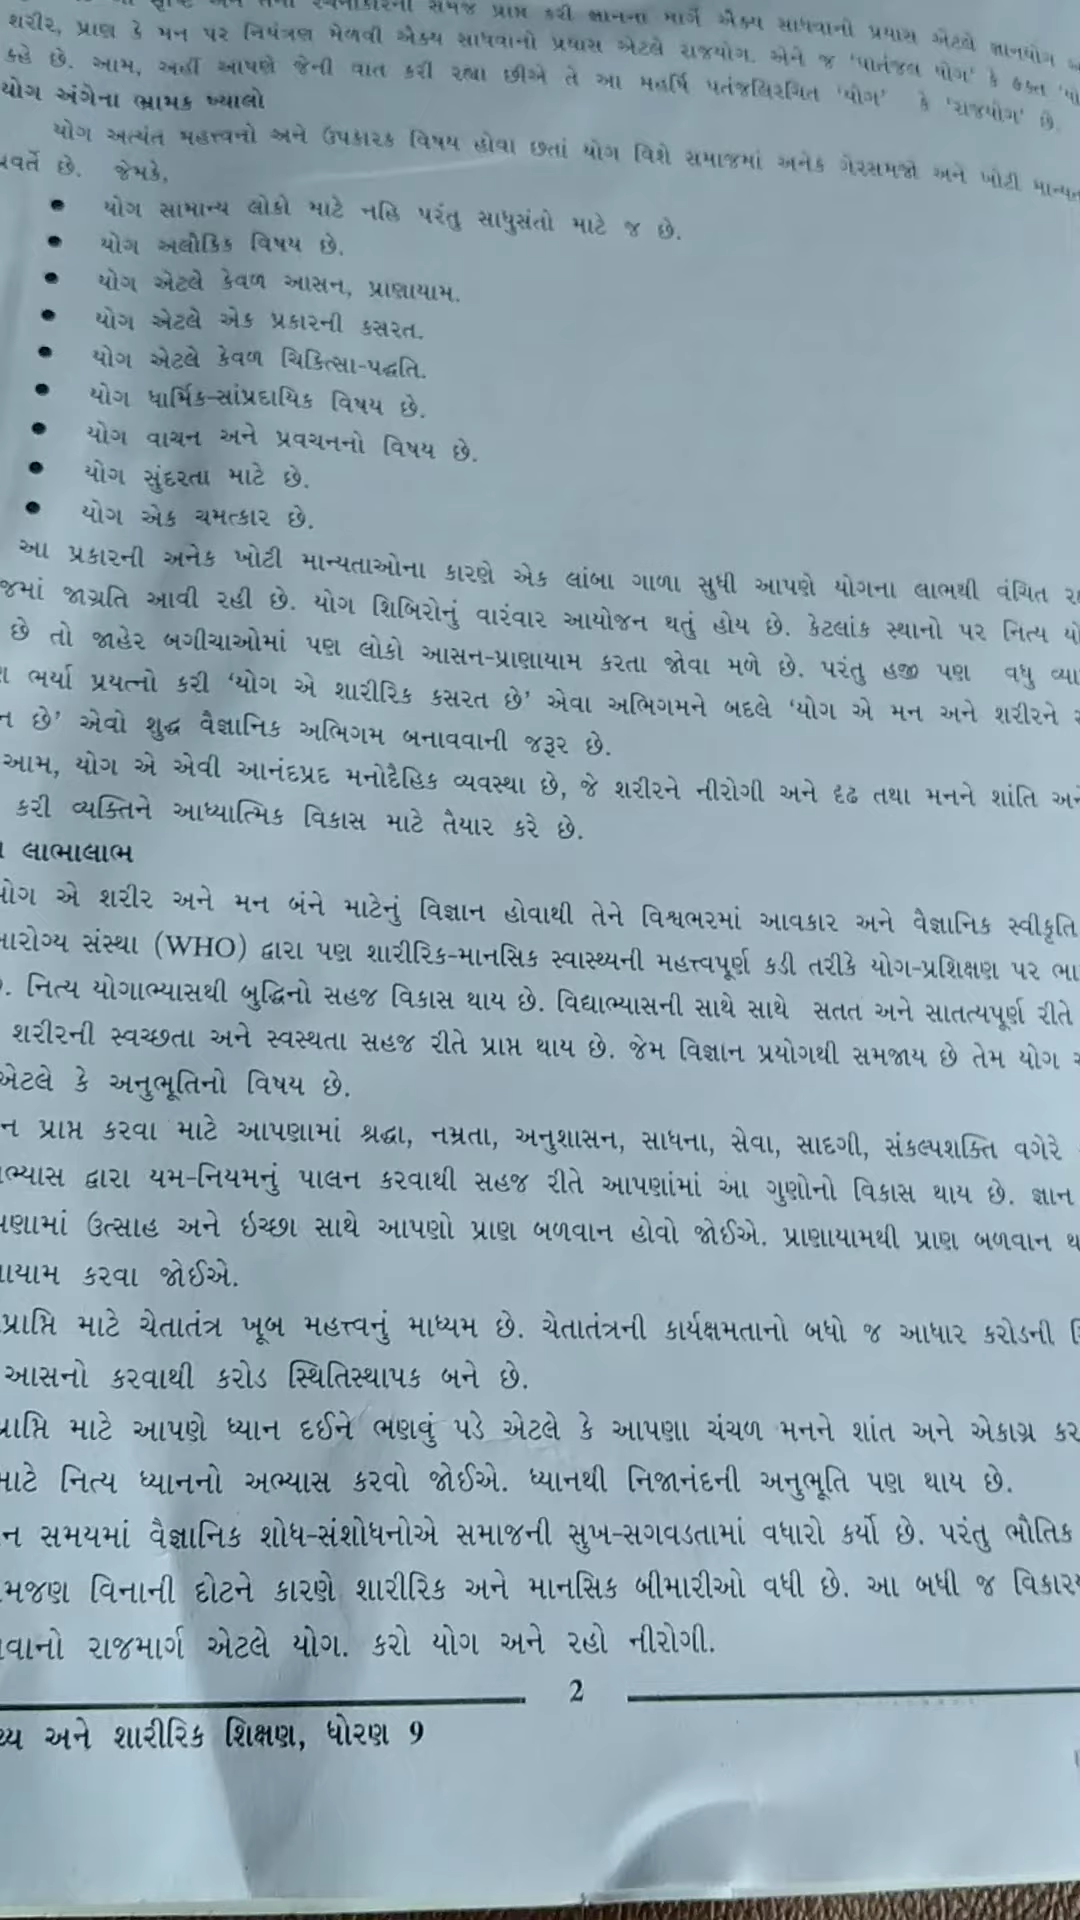 સમજ પ્રાપ્ત કરી જ્ઞાનના માર્ગે ઐક્ય સાધવાનો પ્રયાસ એટલે જ્ઞાનયોગ
શરીર, પ્રાણ કે મન પર નિયંત્રણ મેળવી ઐક્ય સાધવાનો પ્રયાસ એટલે રાજયોગ. એને જ ‘પાતંજલ યોગ’ કે ફક્ત
કહે છે. આમ, અહીં આપણે જેની વાત કરી રહ્યા છીએ તે આ મહર્ષિ પતંજલિરચિત ‘યોગ’ કે ‘રાજયોગ’ છે.
યોગ અંગેના ભ્રામક ખ્યાલો
યોગ અત્યંત મહત્ત્વનો અને ઉપકારક વિષય હોવા છતાં યોગ વિશે સમાજમાં અનેક ગેરસમજો અને ખોટી
છે. જેમકે,
• યોગ સામાન્ય લોકો માટે નહિ પરંતુ સાધુસંતો માટે જ છે.
• યોગ અલૌકિક વિષય છે.
• યોગ એટલે કેવળ આસન, પ્રાણાયામ.
• યોગ એટલે એક પ્રકારની કસરત.
• યોગ એટલે કેવળ ચિકિત્સા-પદ્ધતિ.
• યોગ ધાર્મિક-સાંપ્રદાયિક વિષય છે.
• યોગ વાચન અને પ્રવચનનો વિષય છે.
• યોગ સુંદરતા માટે છે.
• યોગ એક ચમત્કાર છે.
આ પ્રકારની અનેક ખોટી માન્યતાઓના કારણે એક લાંબા ગાળા સુધી આપણે યોગના લાભથી વંચિત
જાગ્રતિ આવી રહી છે. યોગ શિબિરોનું વારંવાર આયોજન થતું હોય છે. કેટલાંક સ્થાનો પર નિત્ય
છે તો જાહેર બગીચાઓમાં પણ લોકો આસન-પ્રાણાયામ કરતા જોવા મળે છે. પરંતુ હજી પણ વધુ
ભર્યા પ્રયત્નો કરી ‘યોગ એ શારીરિક કસરત છે’ એવા અભિગમને બદલે ‘યોગ એ મન અને શરીરને
છે’ એવો શુદ્ધ વૈજ્ઞાનિક અભિગમ બનાવવાની જરૂર છે.
આમ, યોગ એ એવી આનંદપ્રદ મનોદૈહિક વ્યવસ્થા છે, જે શરીરને નીરોગી અને દૃઢ તથા મનને શાંતિ
કરી વ્યક્તિને આધ્યાત્મિક વિકાસ માટે તૈયાર કરે છે.
લાભાલાભ
યોગ એ શરીર અને મન બંને માટેનું વિજ્ઞાન હોવાથી તેને વિશ્વભરમાં આવકાર અને વૈજ્ઞાનિક સ્વીકૃતિ
સંસ્થા (WHO) દ્વારા પણ શારીરિક-માનસિક સ્વાસ્થ્યની મહત્ત્વપૂર્ણ કડી તરીકે યોગ-પ્રશિક્ષણ પર
નિત્ય યોગાભ્યાસથી બુદ્ધિનો સહજ વિકાસ થાય છે. વિદ્યાભ્યાસની સાથે સાથે સતત અને સાતત્યપૂર્ણ રીતે
શરીરની સ્વચ્છતા અને સ્વસ્થતા સહજ રીતે પ્રાપ્ત થાય છે. જેમ વિજ્ઞાન પ્રયોગથી સમજાય છે તેમ યોગ
એટલે કે અનુભૂતિનો વિષય છે.
પ્રાપ્ત કરવા માટે આપણામાં શ્રદ્ધા, નમ્રતા, અનુશાસન, સાધના, સેવા, સાદગી, સંકલ્પશક્તિ વગેરે
દ્વારા યમ-નિયમનું પાલન કરવાથી સહજ રીતે આપણાંમાં આ ગુણોનો વિકાસ થાય છે. જ્ઞાન
ઉત્સાહ અને ઇચ્છા સાથે આપણો પ્રાણ બળવાન હોવો જોઈએ. પ્રાણાયામથી પ્રાણ બળવાન
કરવા જોઈએ.
પ્રાપ્તિ માટે ચેતાતંત્ર ખૂબ મહત્ત્વનું માધ્યમ છે. ચેતાતંત્રની કાર્યક્ષમતાનો બધો જ આધાર કરોડની
આસનો કરવાથી કરોડ સ્થિતિસ્થાપક બને છે.
માટે આપણે ધ્યાન દઈને ભણવું પડે એટલે કે આપણા ચંચળ મનને શાંત અને એકાગ્ર
માટે નિત્ય ધ્યાનનો અભ્યાસ કરવો જોઈએ. ધ્યાનથી નિજાનંદની અનુભૂતિ પણ થાય છે.
સમયમાં વૈજ્ઞાનિક શોધ-સંશોધનોએ સમાજની સુખ-સગવડતામાં વધારો કર્યો છે. પરંતુ ભૌતિક
વિનાની દોટને કારણે શારીરિક અને માનસિક બીમારીઓ વધી છે. આ બધી જ
રાજમાર્ગ એટલે યોગ. કરો યોગ અને રહો નીરોગી.
2
અને શારીરિક શિક્ષણ, ધોરણ 9